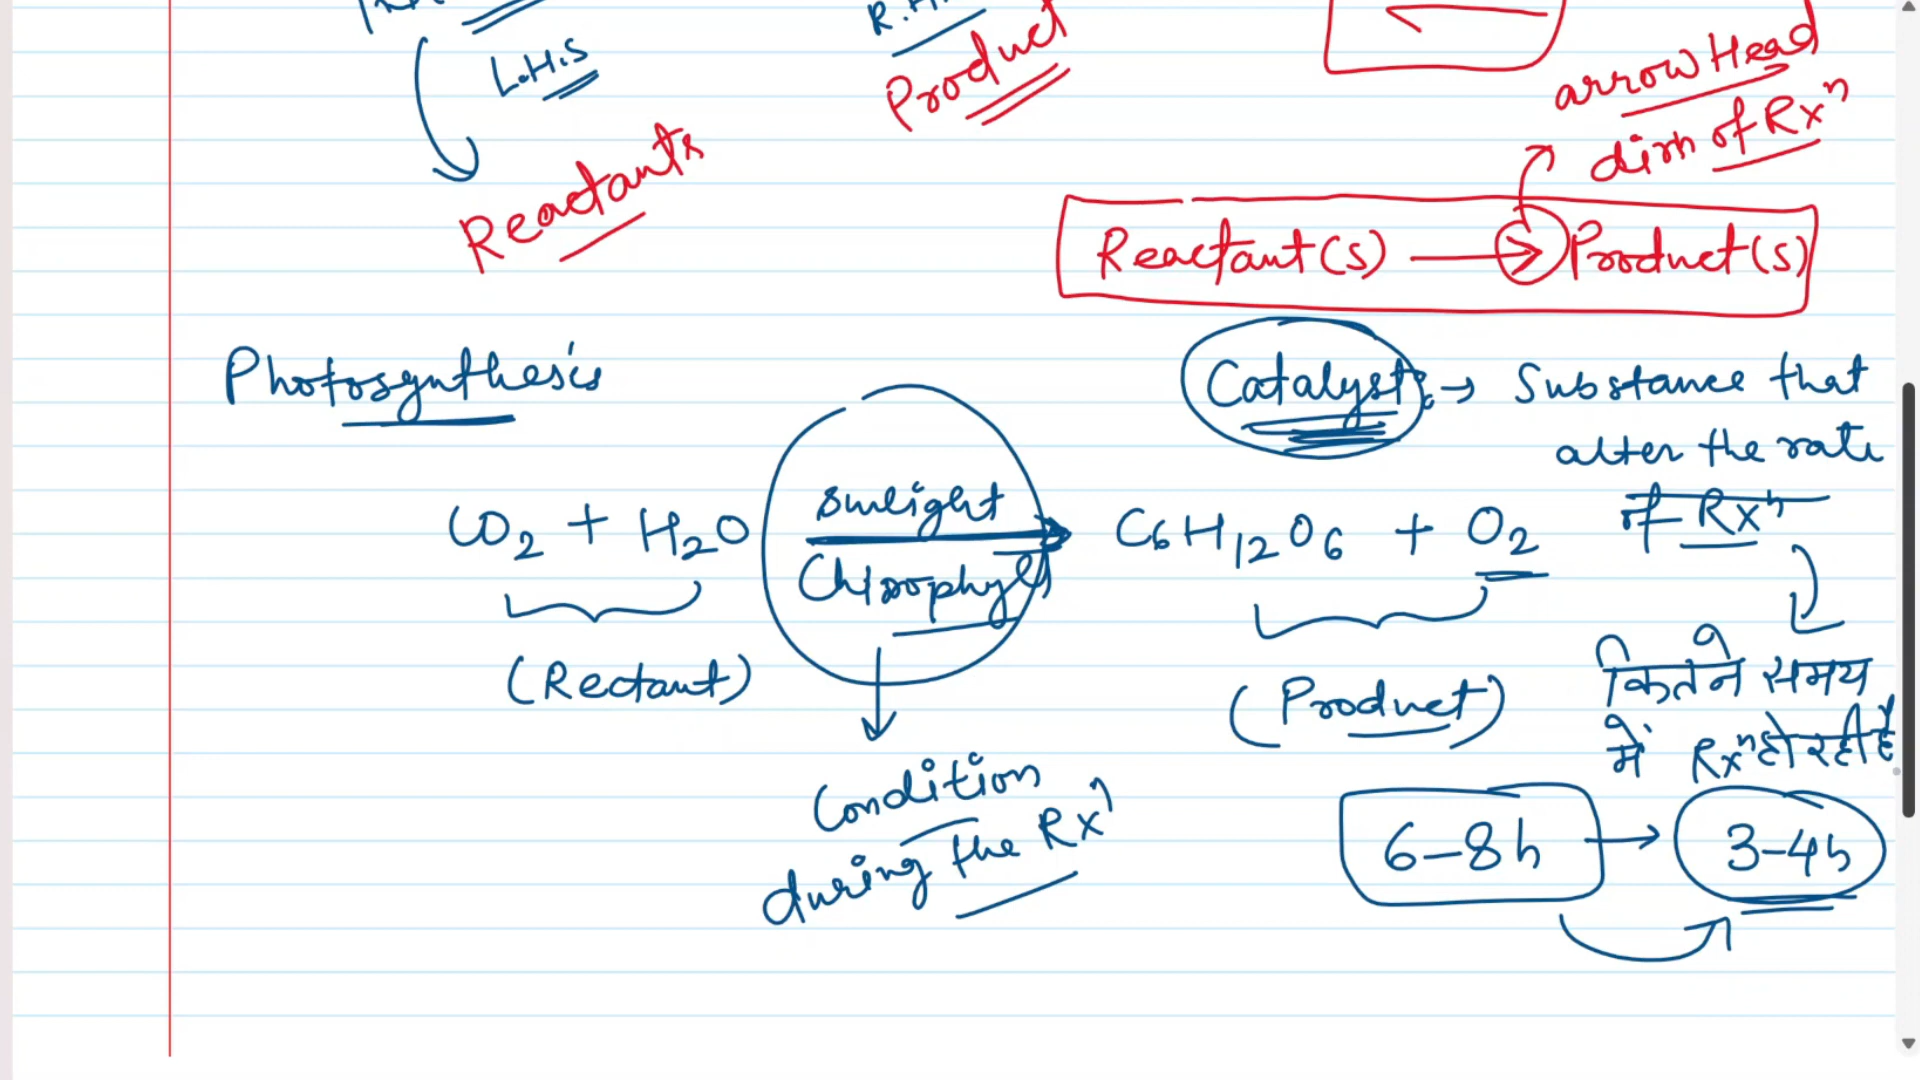 L.H.S
Product
Reactants
arrow Head
dirn of Rxⁿ
Reactant(s) → Product(s)
Photosynthesis
Catalyst :→ Substance that
alter the rate
of Rxⁿ
CO₂ + H₂O sunlight → C₆H₁₂O₆ + O₂
Chlorophyll
(Rectant)
(Product)
कितने समय
में Rxⁿ हो रही है
Condition
during the Rxⁿ
6-8h → 3-4h